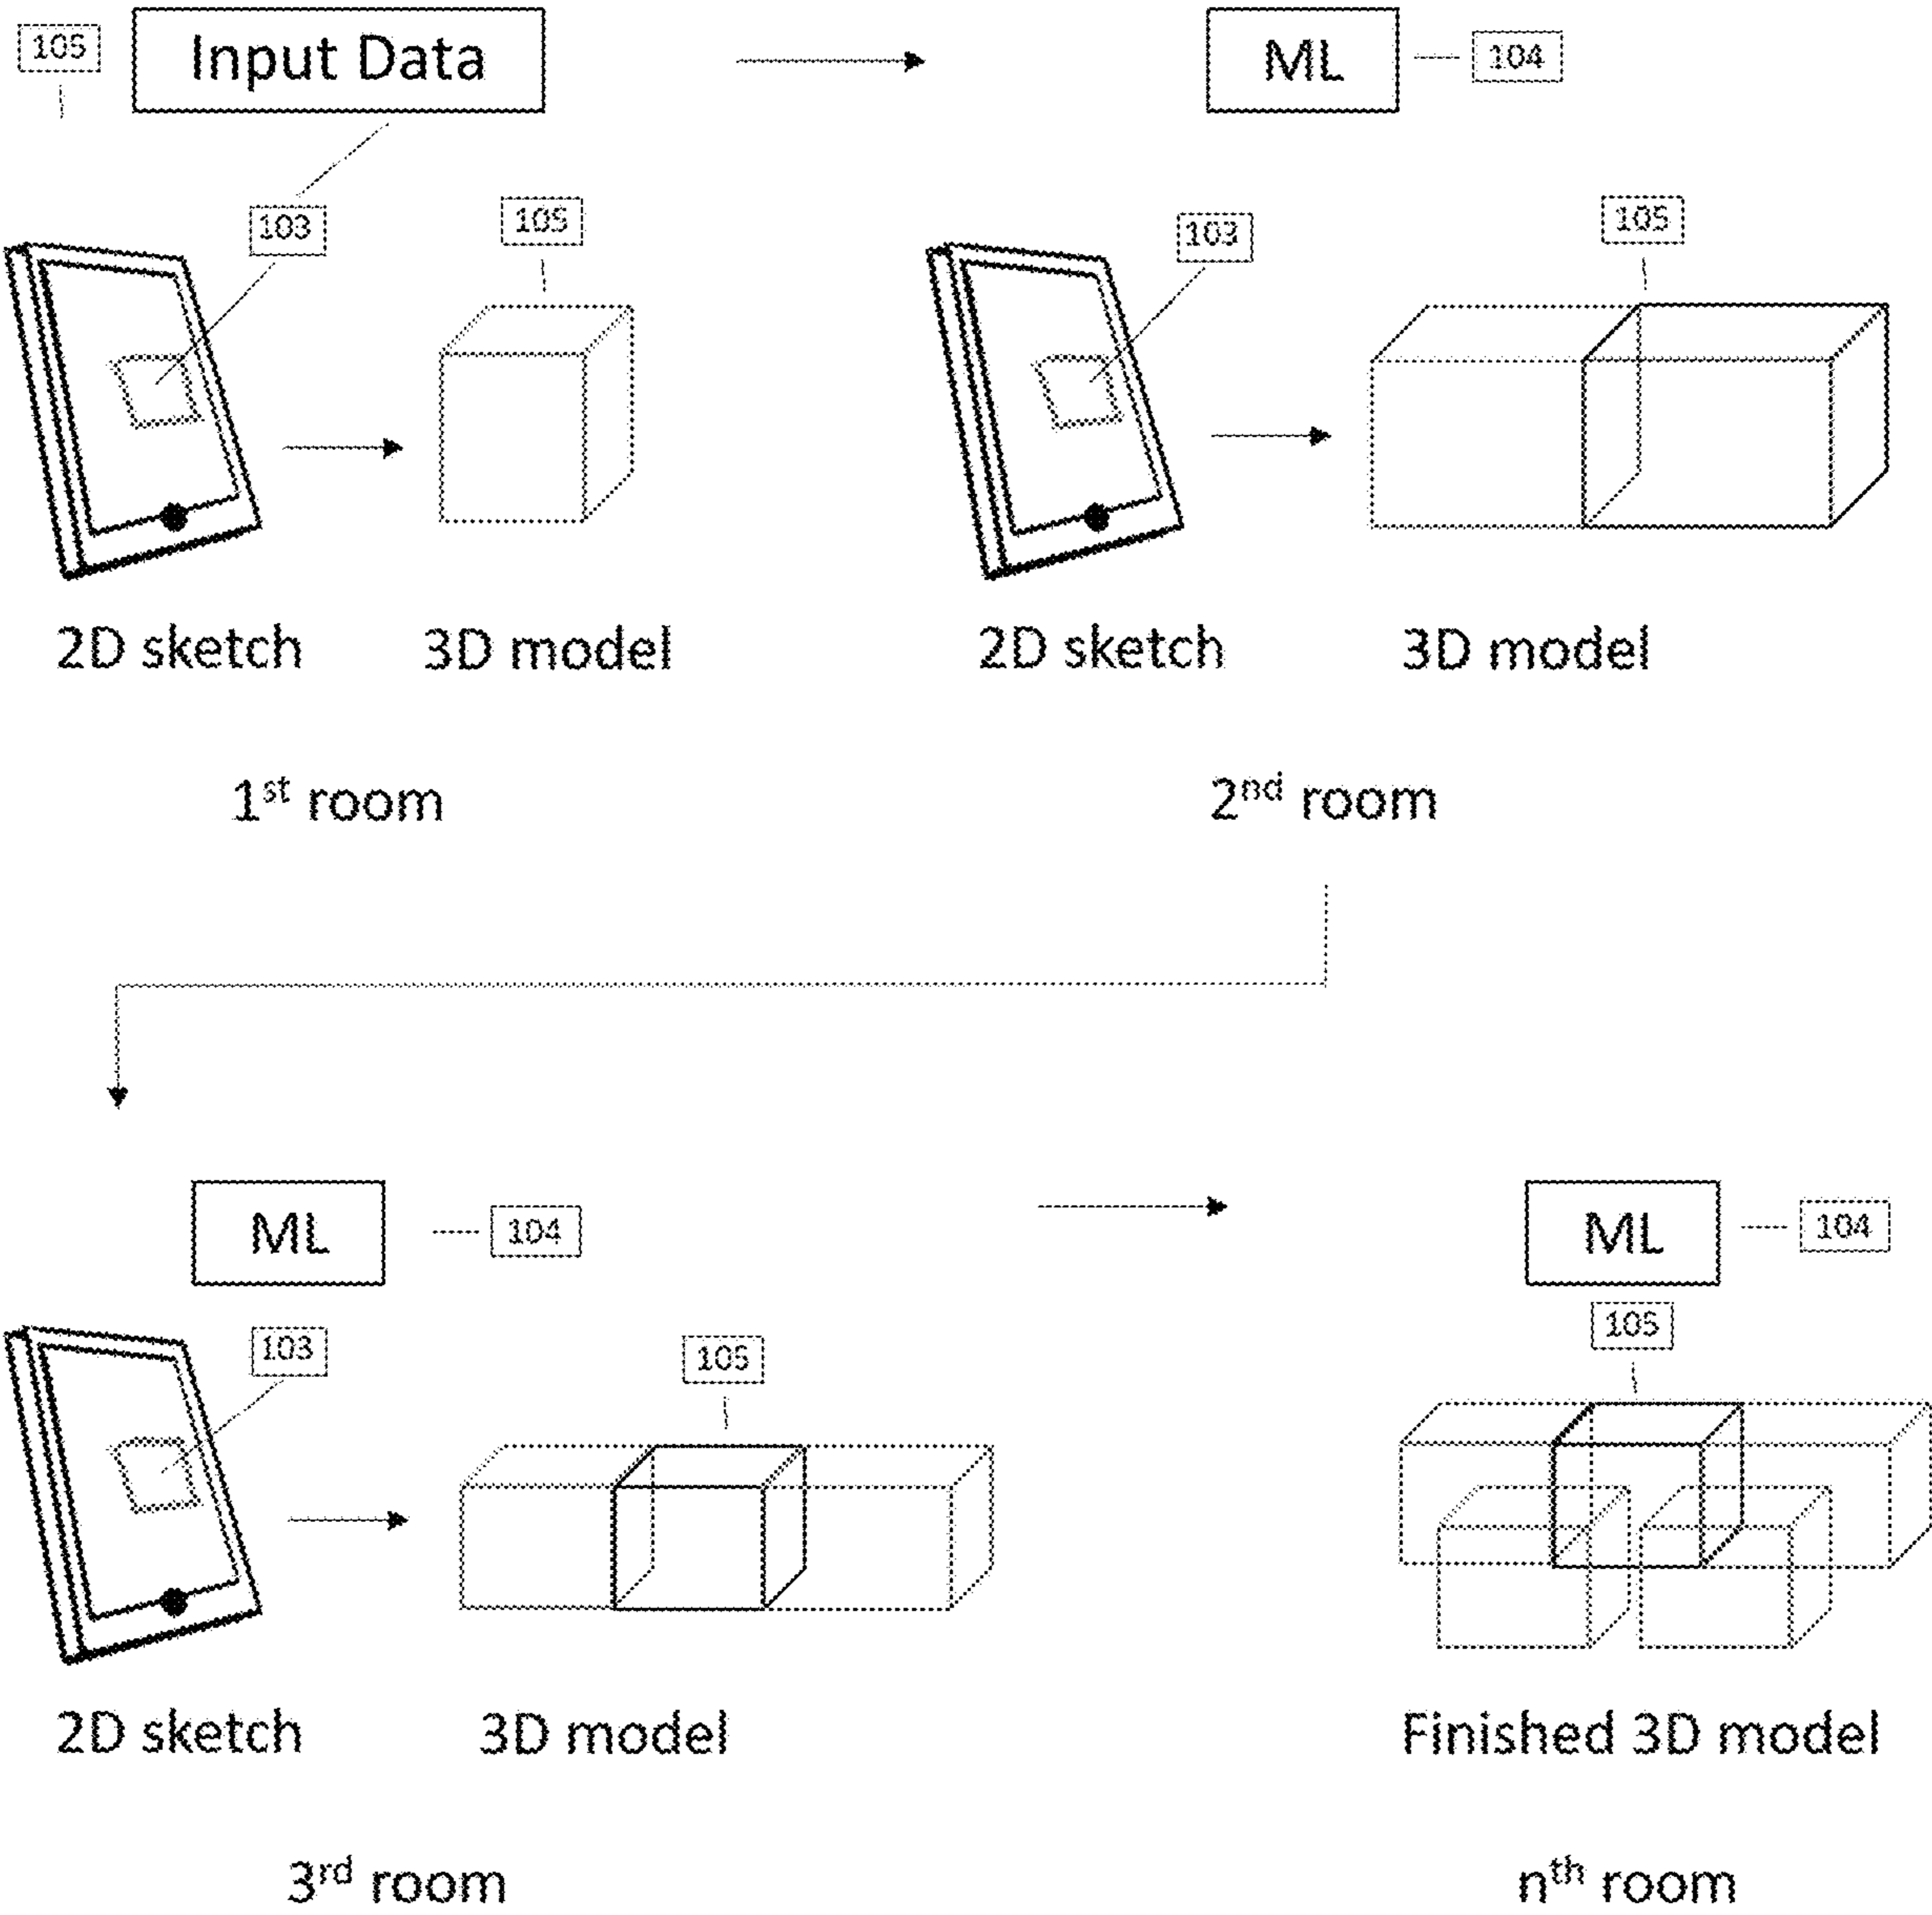 105
Input Data
ML
104
103
105
103
105
2D sketch
3D model
2D sketch
3D model
1st room
2nd room
ML
104
ML
104
103
105
105
2D sketch
3D model
Finished 3D model
3rd room
nth room